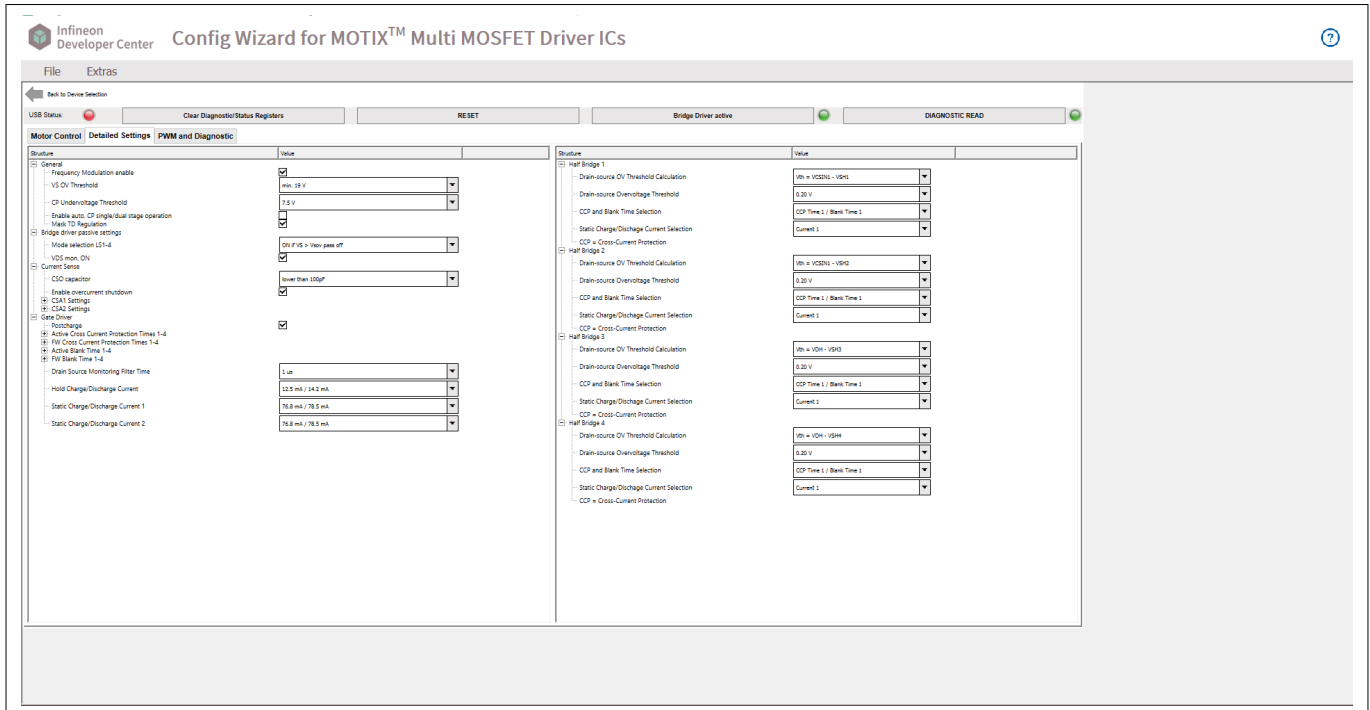 Infineon
Developer Center
Config Wizard for MOTIX™ Multi MOSFET Driver ICs
?
File Extras
Back to Device Selection
USB Status: Clear Diagnostic/Status Registers RESET Bridge Driver active DIAGNOSTIC READ
Motor Control Detailed Settings PWM and Diagnostic
Structure Value
General
Frequency Modulation enable
VS OV Threshold min. 19 V
CP Undervoltage Threshold 7.5 V
Enable auto. CP single/dual stage operation
Mask TD Regulation
Bridge driver passive settings
Mode selection LS1-4 ON if VS > Vsov pass off
VDS mon. ON
Current Sense
CSO capacitor lower than 100pF
Enable overcurrent shutdown
CSA1 Settings
CSA2 Settings
Gate Driver
Postcharge
Active Cross Current Protection Times 1-4
FW Cross Current Protection Times 1-4
Active Blank Time 1-4
FW Blank Time 1-4
Drain Source Monitoring Filter Time 1 us
Hold Charge/Discharge Current 12.5 mA / 14.2 mA
Static Charge/Discharge Current 1 76.8 mA / 78.5 mA
Static Charge/Discharge Current 2 76.8 mA / 78.5 mA
Structure Value
Half Bridge 1
Drain-source OV Threshold Calculation Vth = VCSIN1 - VSH1
Drain-source Overvoltage Threshold 0.20 V
CCP and Blank Time Selection CCP Time 1 / Blank Time 1
Static Charge/Dischage Current Selection Current 1
CCP = Cross-Current Protection
Half Bridge 2
Drain-source OV Threshold Calculation Vth = VCSIN1 - VSH2
Drain-source Overvoltage Threshold 0.20 V
CCP and Blank Time Selection CCP Time 1 / Blank Time 1
Static Charge/Dischage Current Selection Current 1
CCP = Cross-Current Protection
Half Bridge 3
Drain-source OV Threshold Calculation Vth = VDH - VSH3
Drain-source Overvoltage Threshold 0.20 V
CCP and Blank Time Selection CCP Time 1 / Blank Time 1
Static Charge/Dischage Current Selection Current 1
CCP = Cross-Current Protection
Half Bridge 4
Drain-source OV Threshold Calculation Vth = VDH - VSH4
Drain-source Overvoltage Threshold 0.20 V
CCP and Blank Time Selection CCP Time 1 / Blank Time 1
Static Charge/Dischage Current Selection Current 1
CCP = Cross-Current Protection